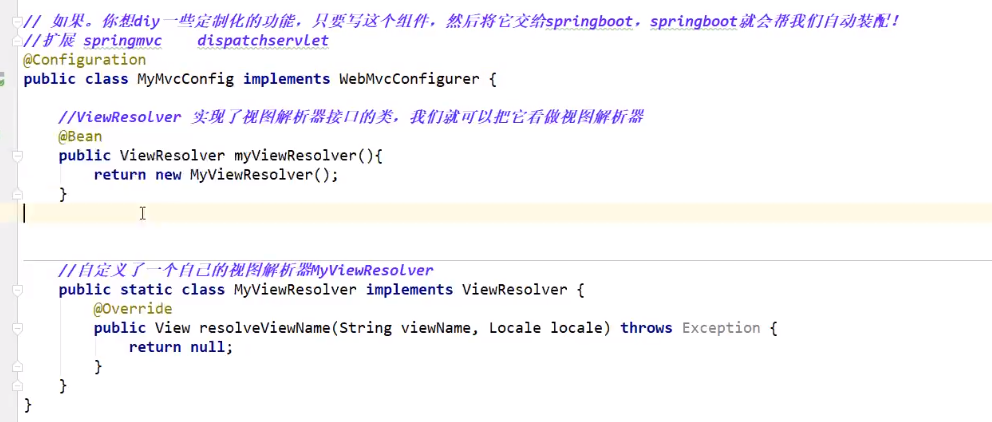 // 如果。你想diy一些定制化的功能，只要写这个组件，然后将它交给springboot，springboot就会帮我们自动装配！
//扩展 springmvc    dispatchservlet
@Configuration
public class MyMvcConfig implements WebMvcConfigurer {
    //ViewResolver 实现了视图解析器接口的类，我们就可以把它看做视图解析器
    @Bean
    public ViewResolver myViewResolver(){
        return new MyViewResolver();
    }
    //自定义了一个自己的视图解析器MyViewResolver
    public static class MyViewResolver implements ViewResolver {
        @Override
        public View resolveViewName(String viewName, Locale locale) throws Exception {
            return null;
        }
    }
}